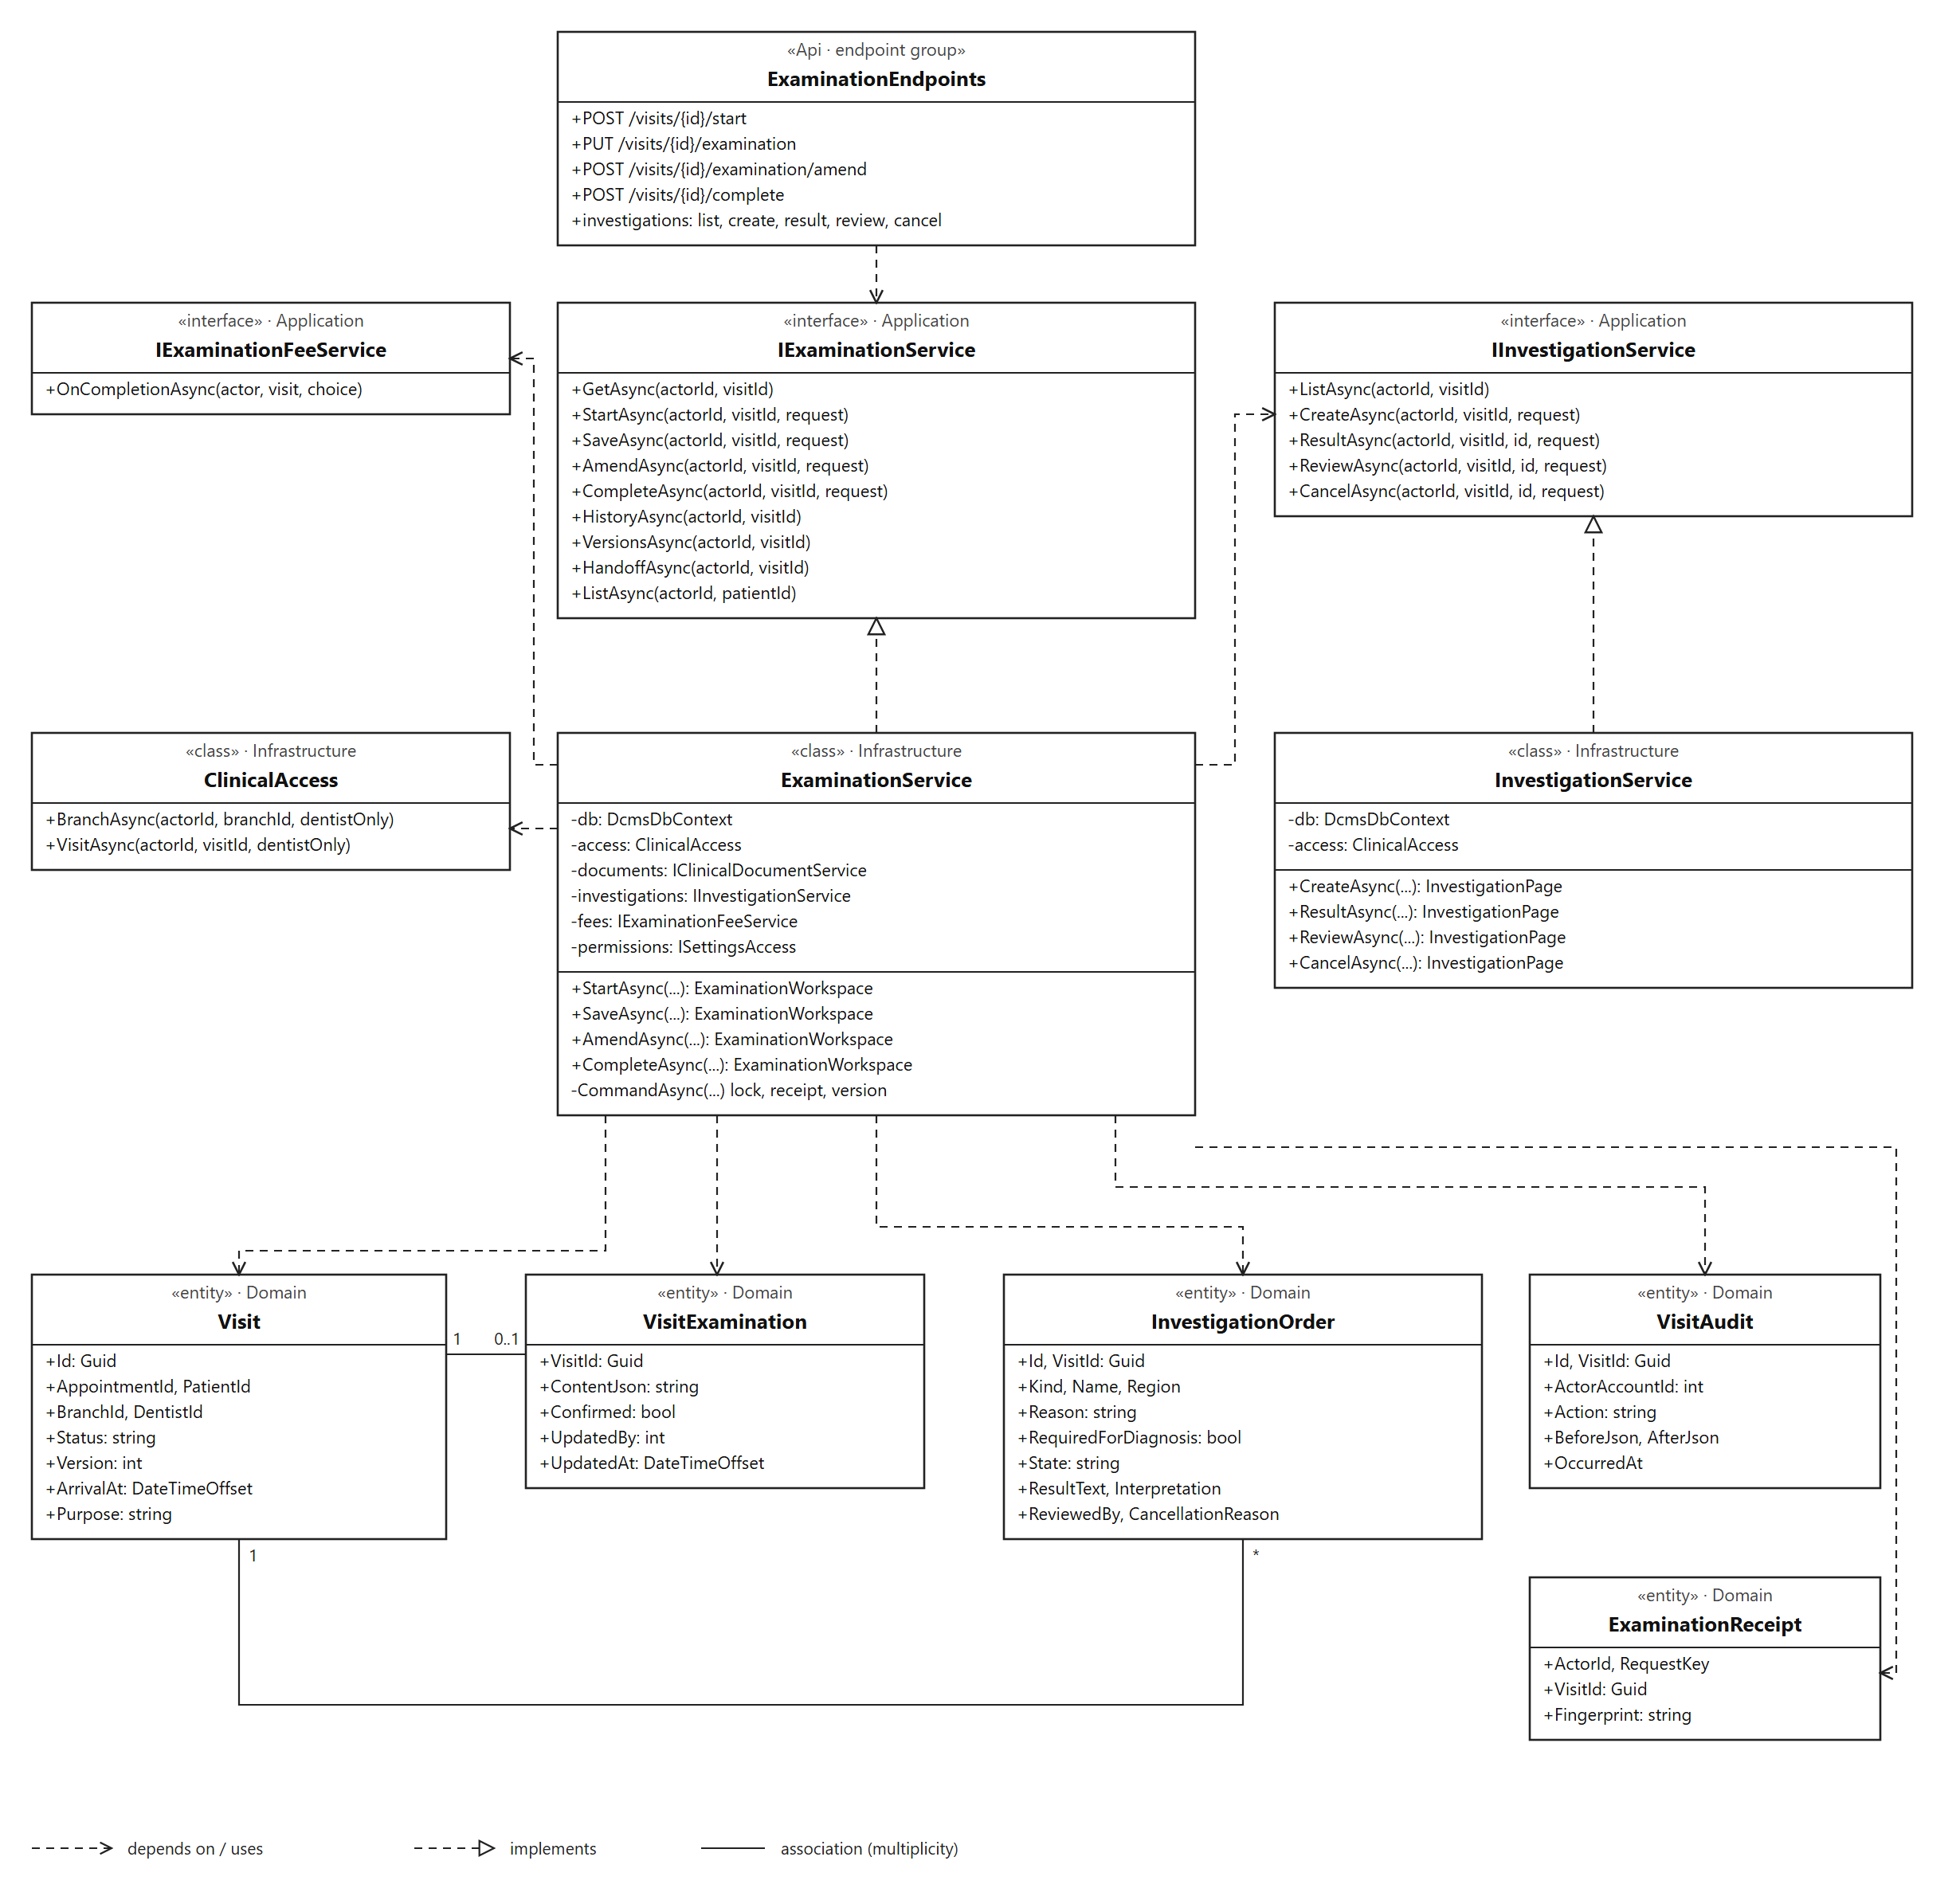 «Api · endpoint group»
ExaminationEndpoints
+POST /visits/{id}/start
+PUT /visits/{id}/examination
+POST /visits/{id}/examination/amend
+POST /visits/{id}/complete
+investigations: list, create, result, review, cancel
«interface» · Application
IExaminationFeeService
+OnCompletionAsync(actor, visit, choice)
«interface» · Application
IExaminationService
+GetAsync(actorId, visitId)
+StartAsync(actorId, visitId, request)
+SaveAsync(actorId, visitId, request)
+AmendAsync(actorId, visitId, request)
+CompleteAsync(actorId, visitId, request)
+HistoryAsync(actorId, visitId)
+VersionsAsync(actorId, visitId)
+HandoffAsync(actorId, visitId)
+ListAsync(actorId, patientId)
«interface» · Application
IInvestigationService
+ListAsync(actorId, visitId)
+CreateAsync(actorId, visitId, request)
+ResultAsync(actorId, visitId, id, request)
+ReviewAsync(actorId, visitId, id, request)
+CancelAsync(actorId, visitId, id, request)
«class» · Infrastructure
ClinicalAccess
+BranchAsync(actorId, branchId, dentistOnly)
+VisitAsync(actorId, visitId, dentistOnly)
«class» · Infrastructure
ExaminationService
-db: DcmsDbContext
-access: ClinicalAccess
-documents: IClinicalDocumentService
-investigations: IInvestigationService
-fees: IExaminationFeeService
-permissions: ISettingsAccess
+StartAsync(...): ExaminationWorkspace
+SaveAsync(...): ExaminationWorkspace
+AmendAsync(...): ExaminationWorkspace
+CompleteAsync(...): ExaminationWorkspace
-CommandAsync(...) lock, receipt, version
«class» · Infrastructure
InvestigationService
-db: DcmsDbContext
-access: ClinicalAccess
+CreateAsync(...): InvestigationPage
+ResultAsync(...): InvestigationPage
+ReviewAsync(...): InvestigationPage
+CancelAsync(...): InvestigationPage
«entity» · Domain
Visit
+Id: Guid
+AppointmentId, PatientId
+BranchId, DentistId
+Status: string
+Version: int
+ArrivalAt: DateTimeOffset
+Purpose: string
1
0..1
«entity» · Domain
VisitExamination
+VisitId: Guid
+ContentJson: string
+Confirmed: bool
+UpdatedBy: int
+UpdatedAt: DateTimeOffset
«entity» · Domain
InvestigationOrder
+Id, VisitId: Guid
+Kind, Name, Region
+Reason: string
+RequiredForDiagnosis: bool
+State: string
+ResultText, Interpretation
+ReviewedBy, CancellationReason
«entity» · Domain
VisitAudit
+Id, VisitId: Guid
+ActorAccountId: int
+Action: string
+BeforeJson, AfterJson
+OccurredAt
1
*
«entity» · Domain
ExaminationReceipt
+ActorId, RequestKey
+VisitId: Guid
+Fingerprint: string
depends on / uses
implements
association (multiplicity)